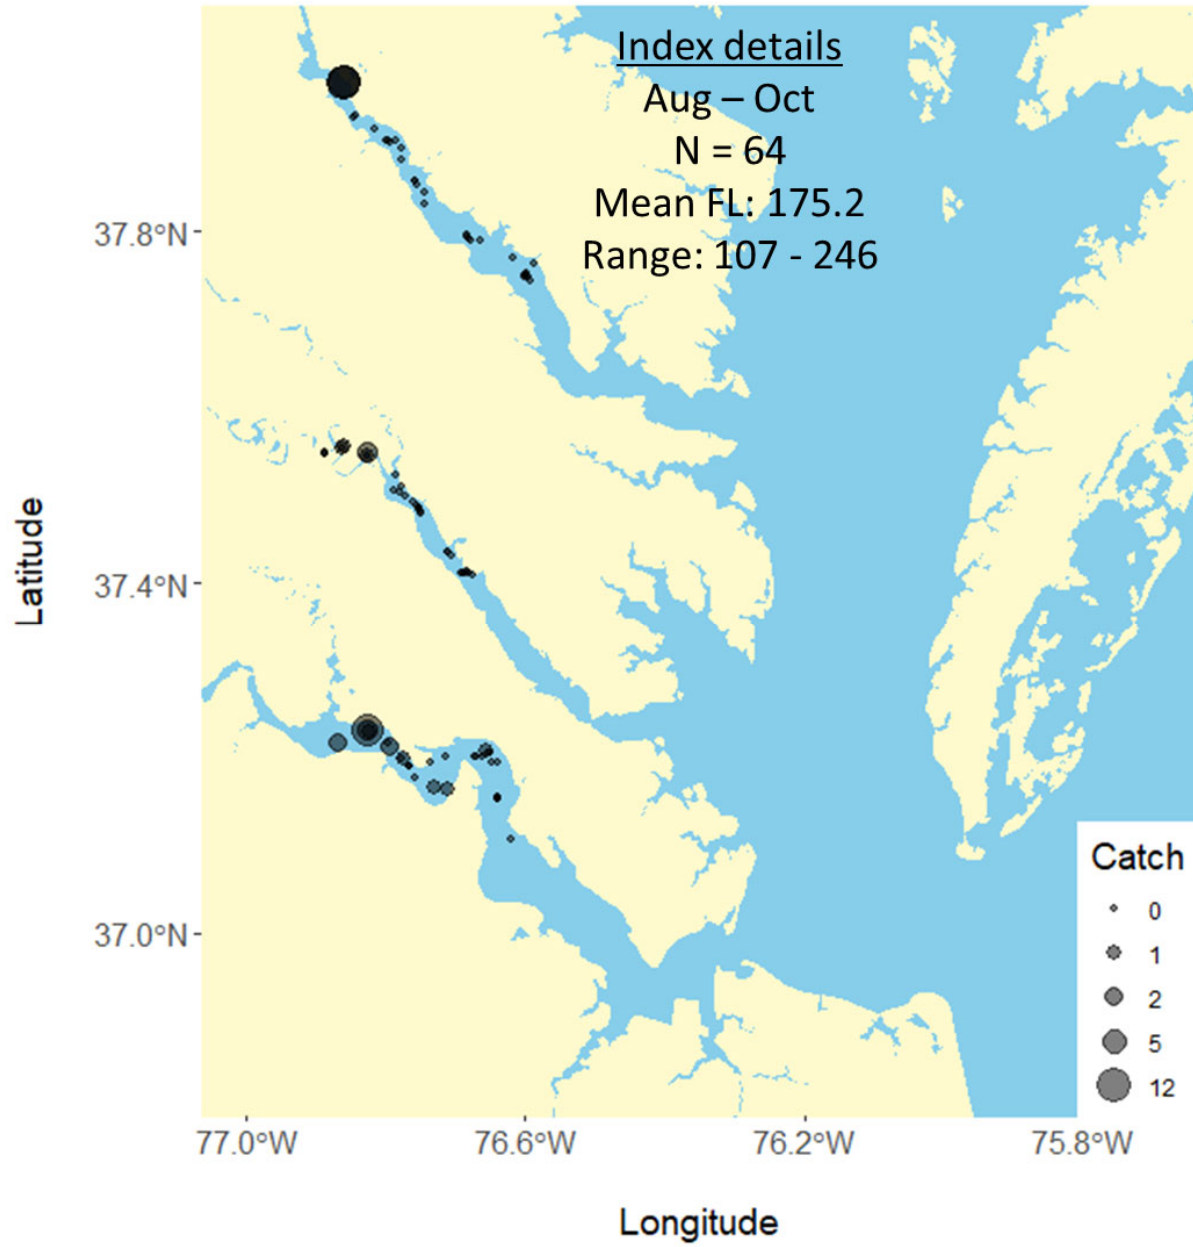 Index details
Aug – Oct
N = 64
Mean FL: 175.2
Range: 107 - 246
37.8°N
37.4°N
37.0°N
Latitude
Catch
0
1
2
5
12
77.0°W
76.6°W
76.2°W
75.8°W
Longitude